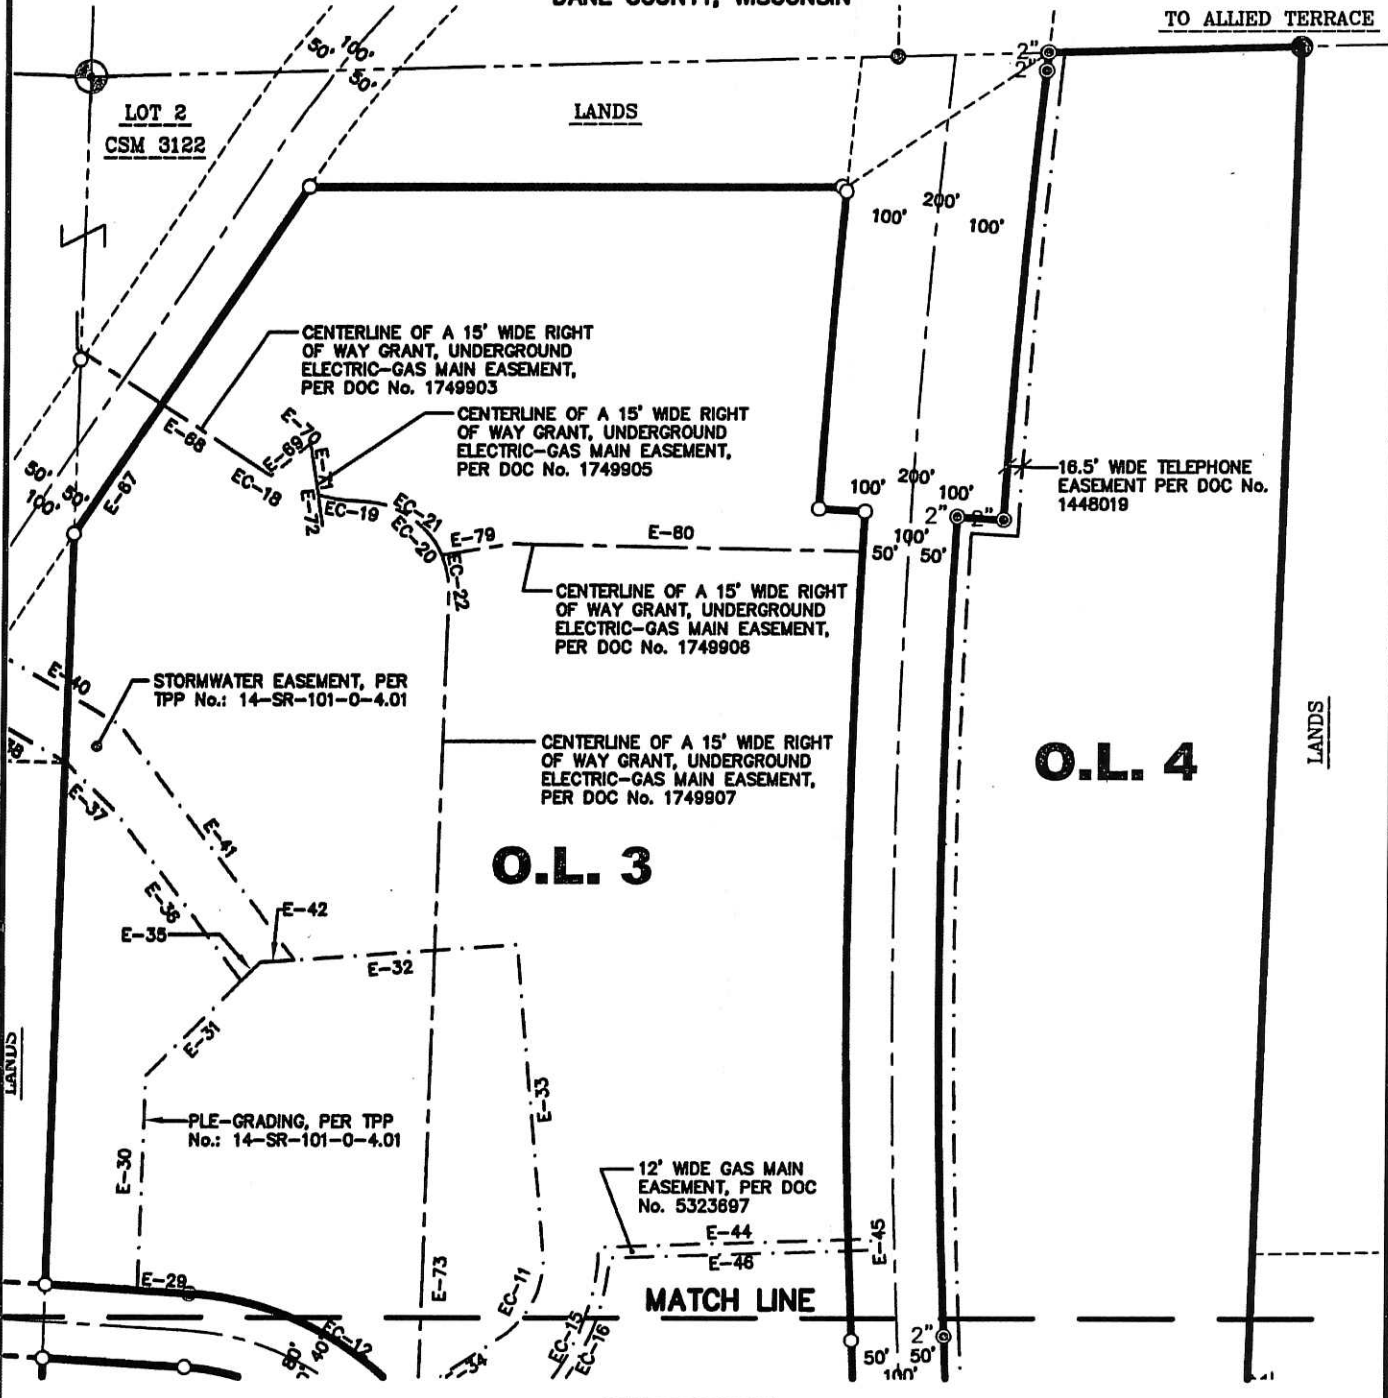 DANE COUNTY, WISCONSIN
TO ALLIED TERRACE
50' 100'
50'
2"
2"
LOT 2
CSM 3122
LANDS
100' 200' 100'
CENTERLINE OF A 15' WIDE RIGHT
OF WAY GRANT, UNDERGROUND
ELECTRIC-GAS MAIN EASEMENT,
PER DOC No. 1749903
E-68
E-70
E-69
E-71
EC-18
E-72
CENTERLINE OF A 15' WIDE RIGHT
OF WAY GRANT, UNDERGROUND
ELECTRIC-GAS MAIN EASEMENT,
PER DOC No. 1749905
16.5' WIDE TELEPHONE
EASEMENT PER DOC No.
1448019
50'
100' 50'
E-67
EC-19
EC-21
EC-20
EC-22
E-79
E-80
100' 200' 100'
2" 2"
50' 100' 50'
CENTERLINE OF A 15' WIDE RIGHT
OF WAY GRANT, UNDERGROUND
ELECTRIC-GAS MAIN EASEMENT,
PER DOC No. 1749906
E-40
STORMWATER EASEMENT, PER
TPP No.: 14-SR-101-0-4.01
38
E-37
CENTERLINE OF A 15' WIDE RIGHT
OF WAY GRANT, UNDERGROUND
ELECTRIC-GAS MAIN EASEMENT,
PER DOC No. 1749907
O.L. 4
LANDS
E-41
O.L. 3
E-36
E-42
E-35
E-32
E-31
LANDS
E-33
PLE-GRADING, PER TPP
No.: 14-SR-101-0-4.01
E-30
12' WIDE GAS MAIN
EASEMENT, PER DOC
No. 5323697
E-44
E-45
E-46
E-29
E-73
EC-11
MATCH LINE
EC-12
EC-15
EC-16
80'
40'
34
2"
50' 50'
100'